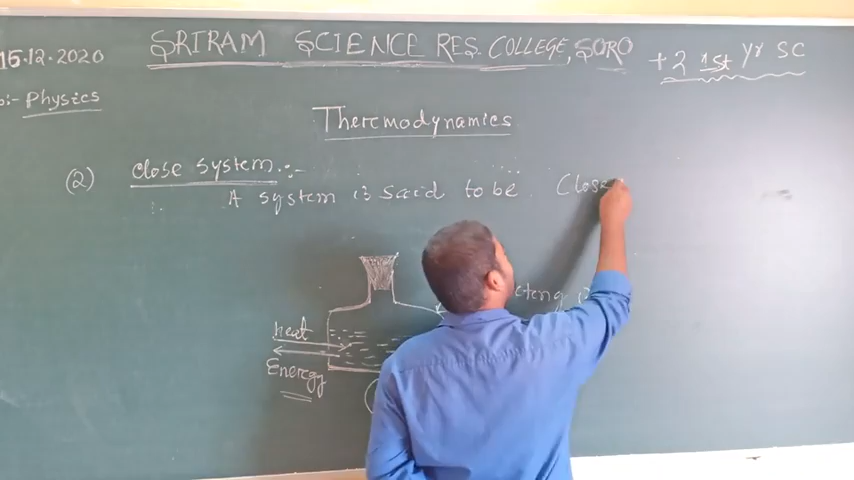 15.12.2020
SRIRAM SCIENCE RES. COLLEGE, SORO
+2 1st yr SC
Physics
Thermodynamics
(2) close system :-
A system is said to be Close
heat
Energy